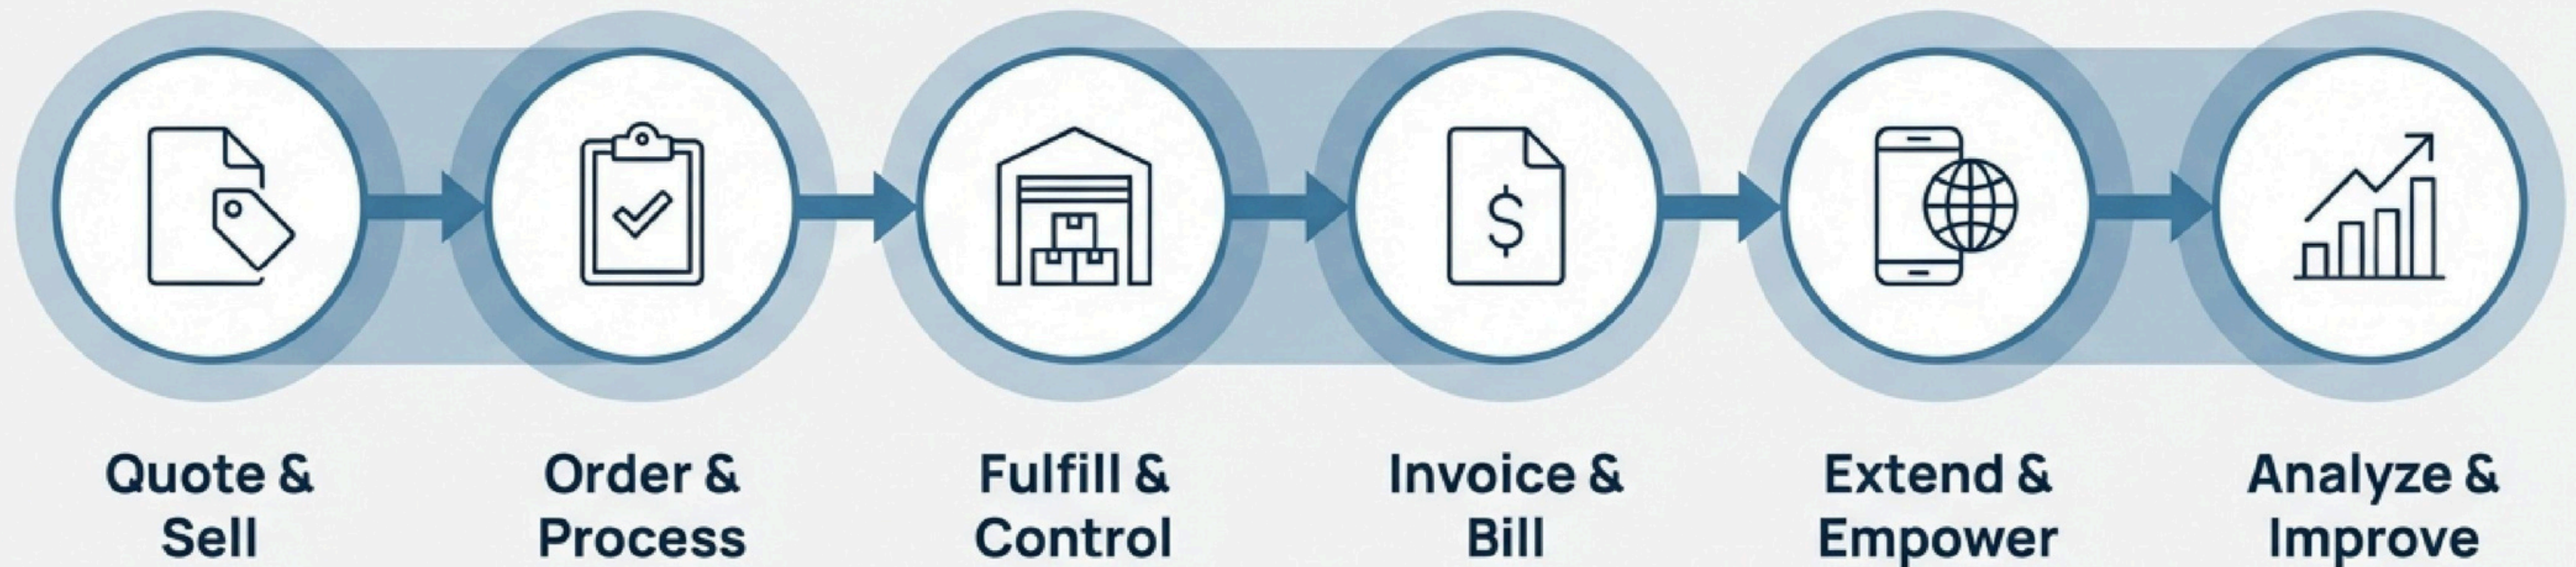 Quote &
Sell
Order &
Process
Fulfill &
Control
$
Invoice &
Bill
Extend &
Empower
Analyze &
Improve